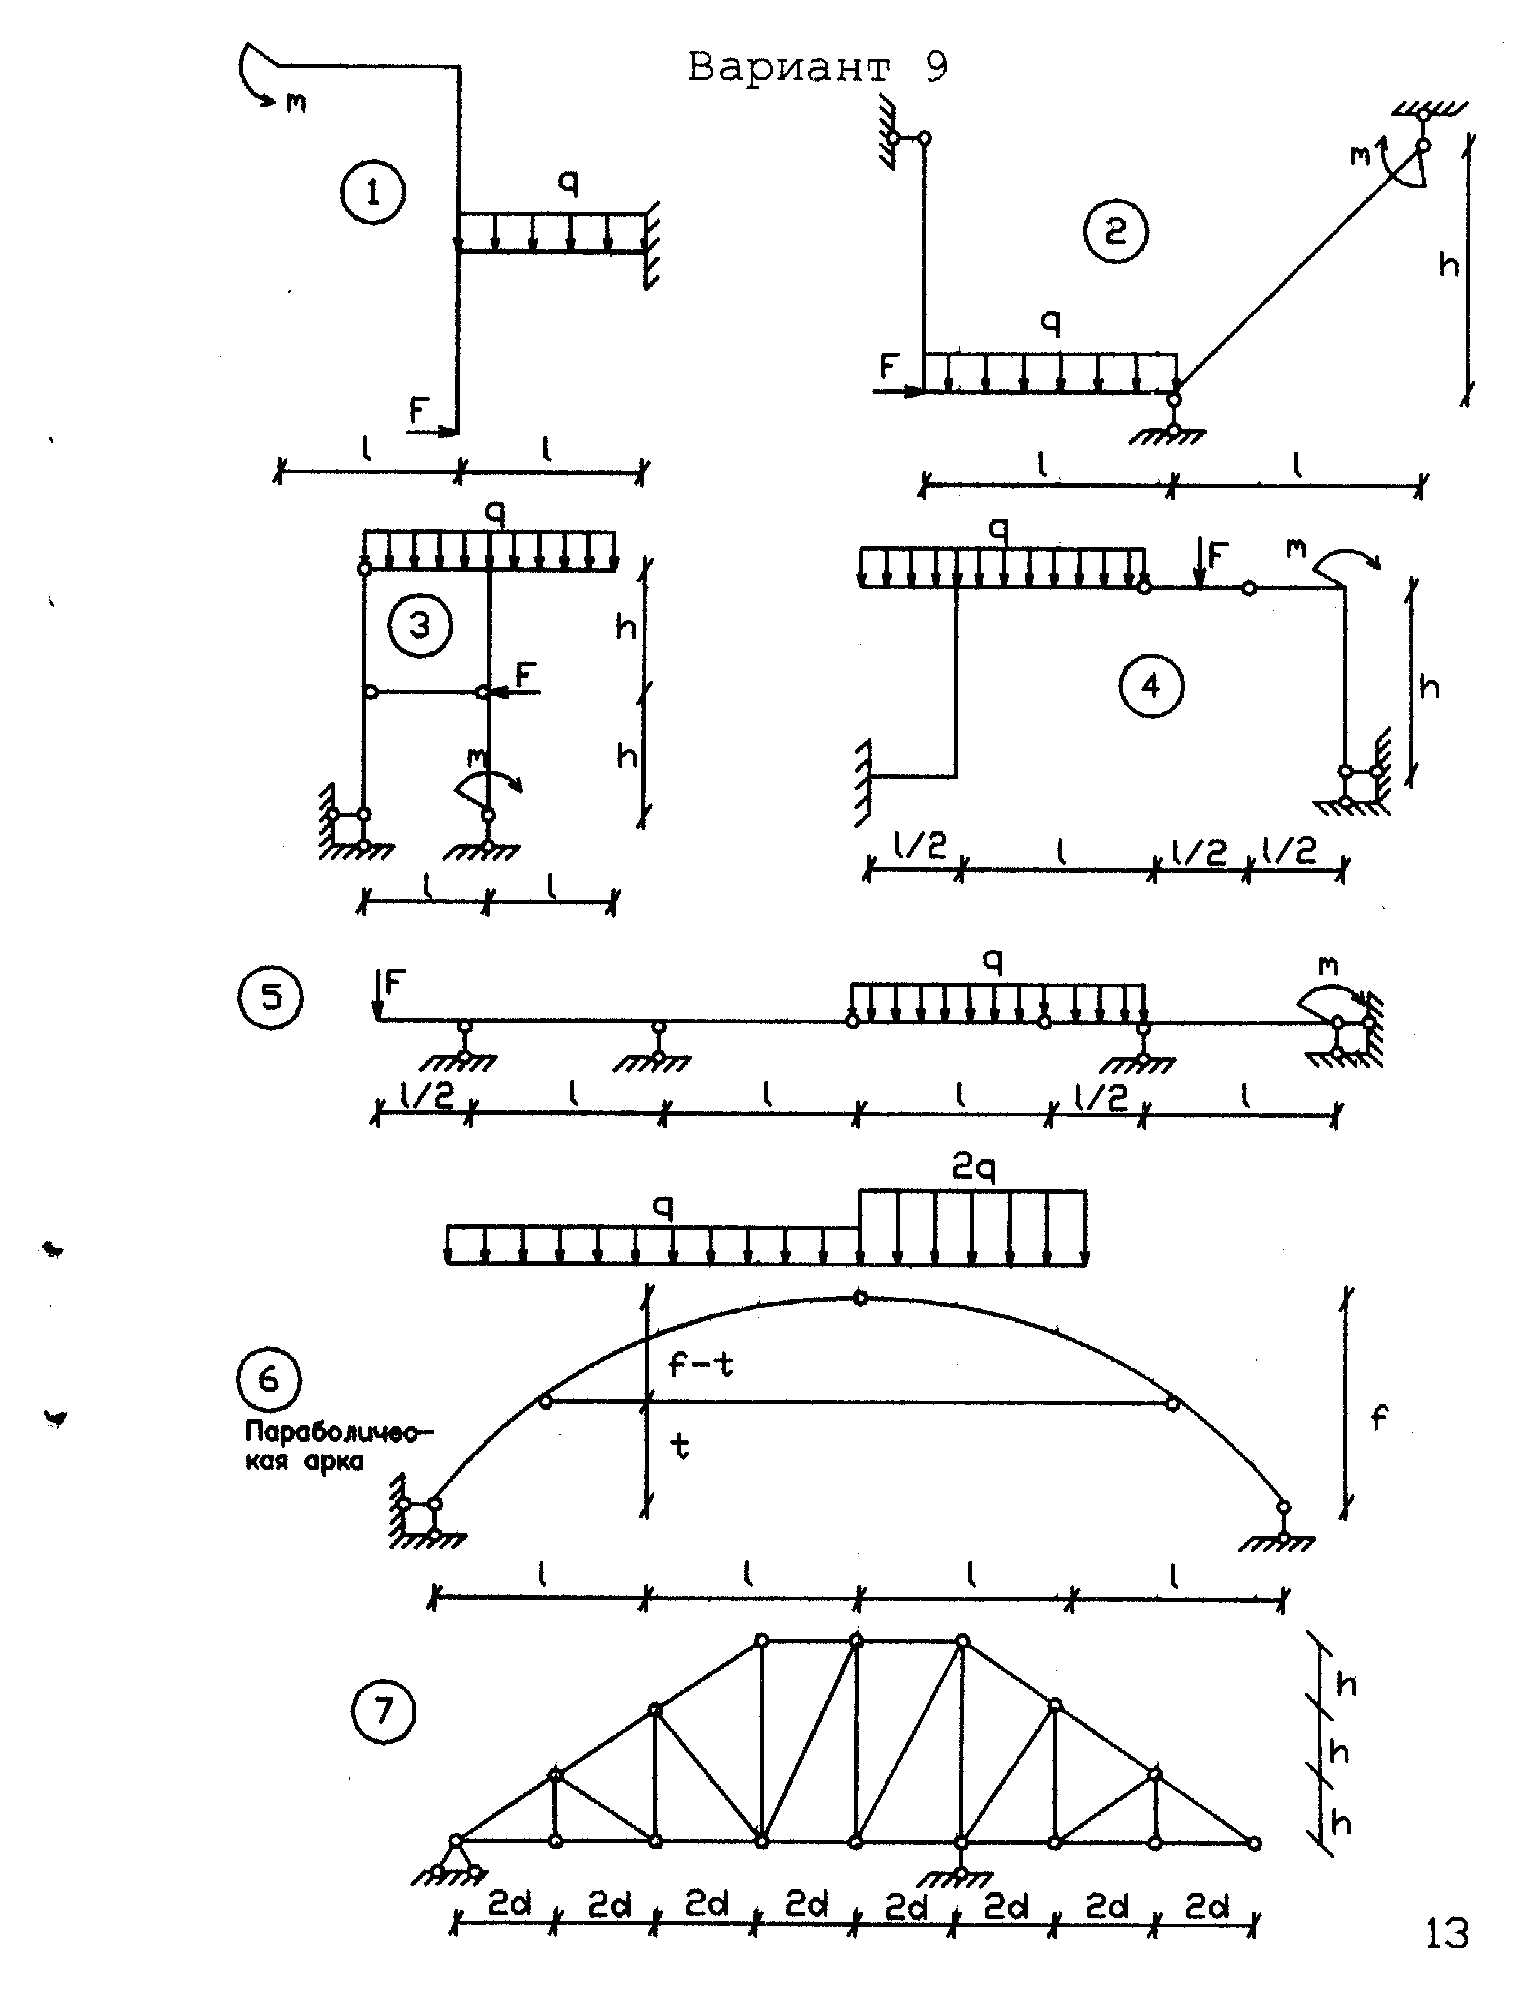 Вариант 9
m
1
q
F
l l
m
2
h
q
F
l l
q
3
h
F
h
m
l l
q
F
m
4
h
l/2 l l/2 l/2
5
F
q
m
l/2 l l l l/2 l
q
2q
6
Параболичес-
кая арка
f-t
t
f
l l l l
7
h
h
h
2d 2d 2d 2d 2d 2d 2d 2d
13